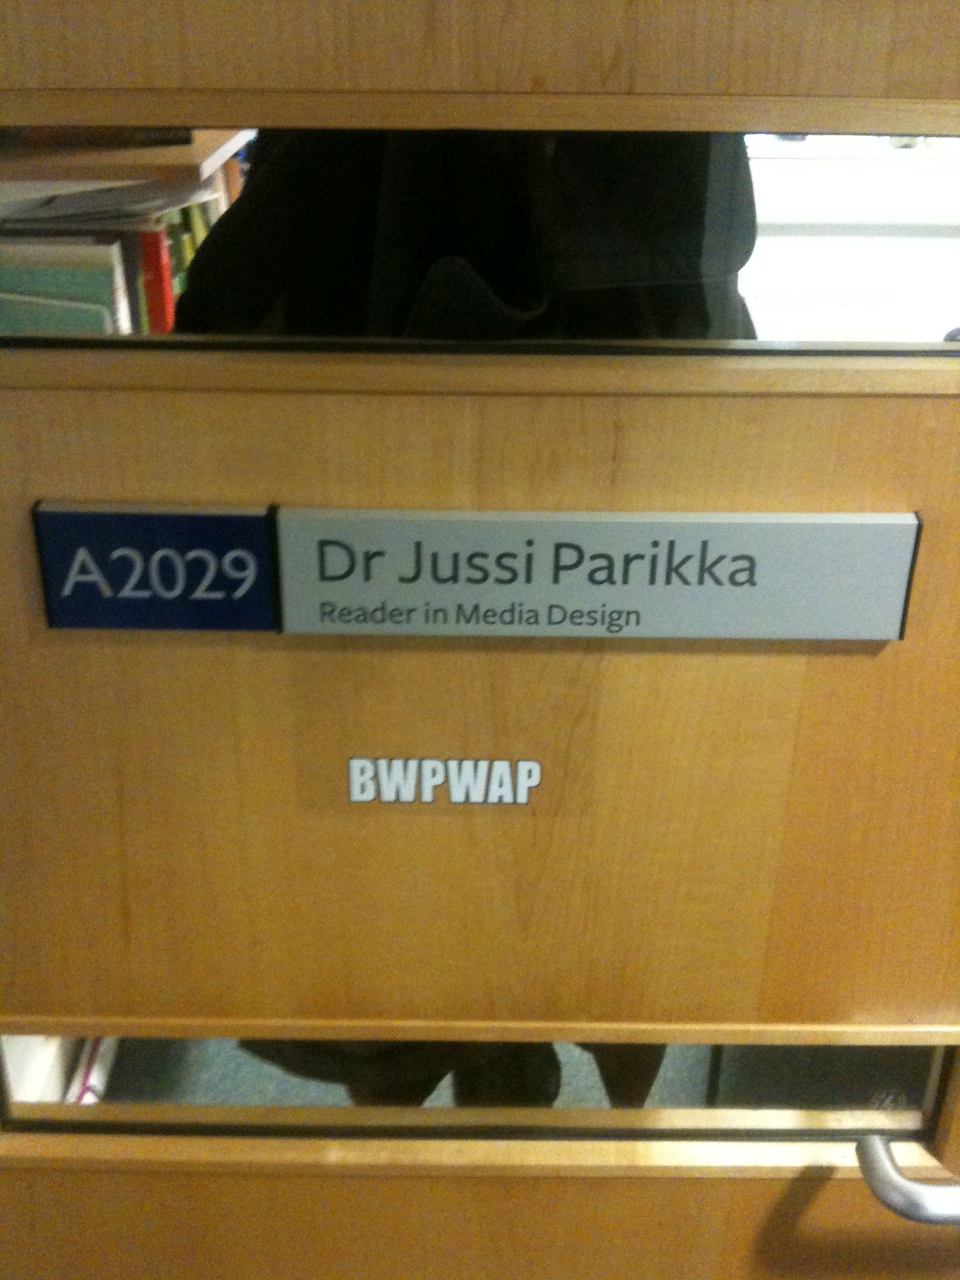 A2029
Dr Jussi Parikka
Reader in Media Design
BWPWAP